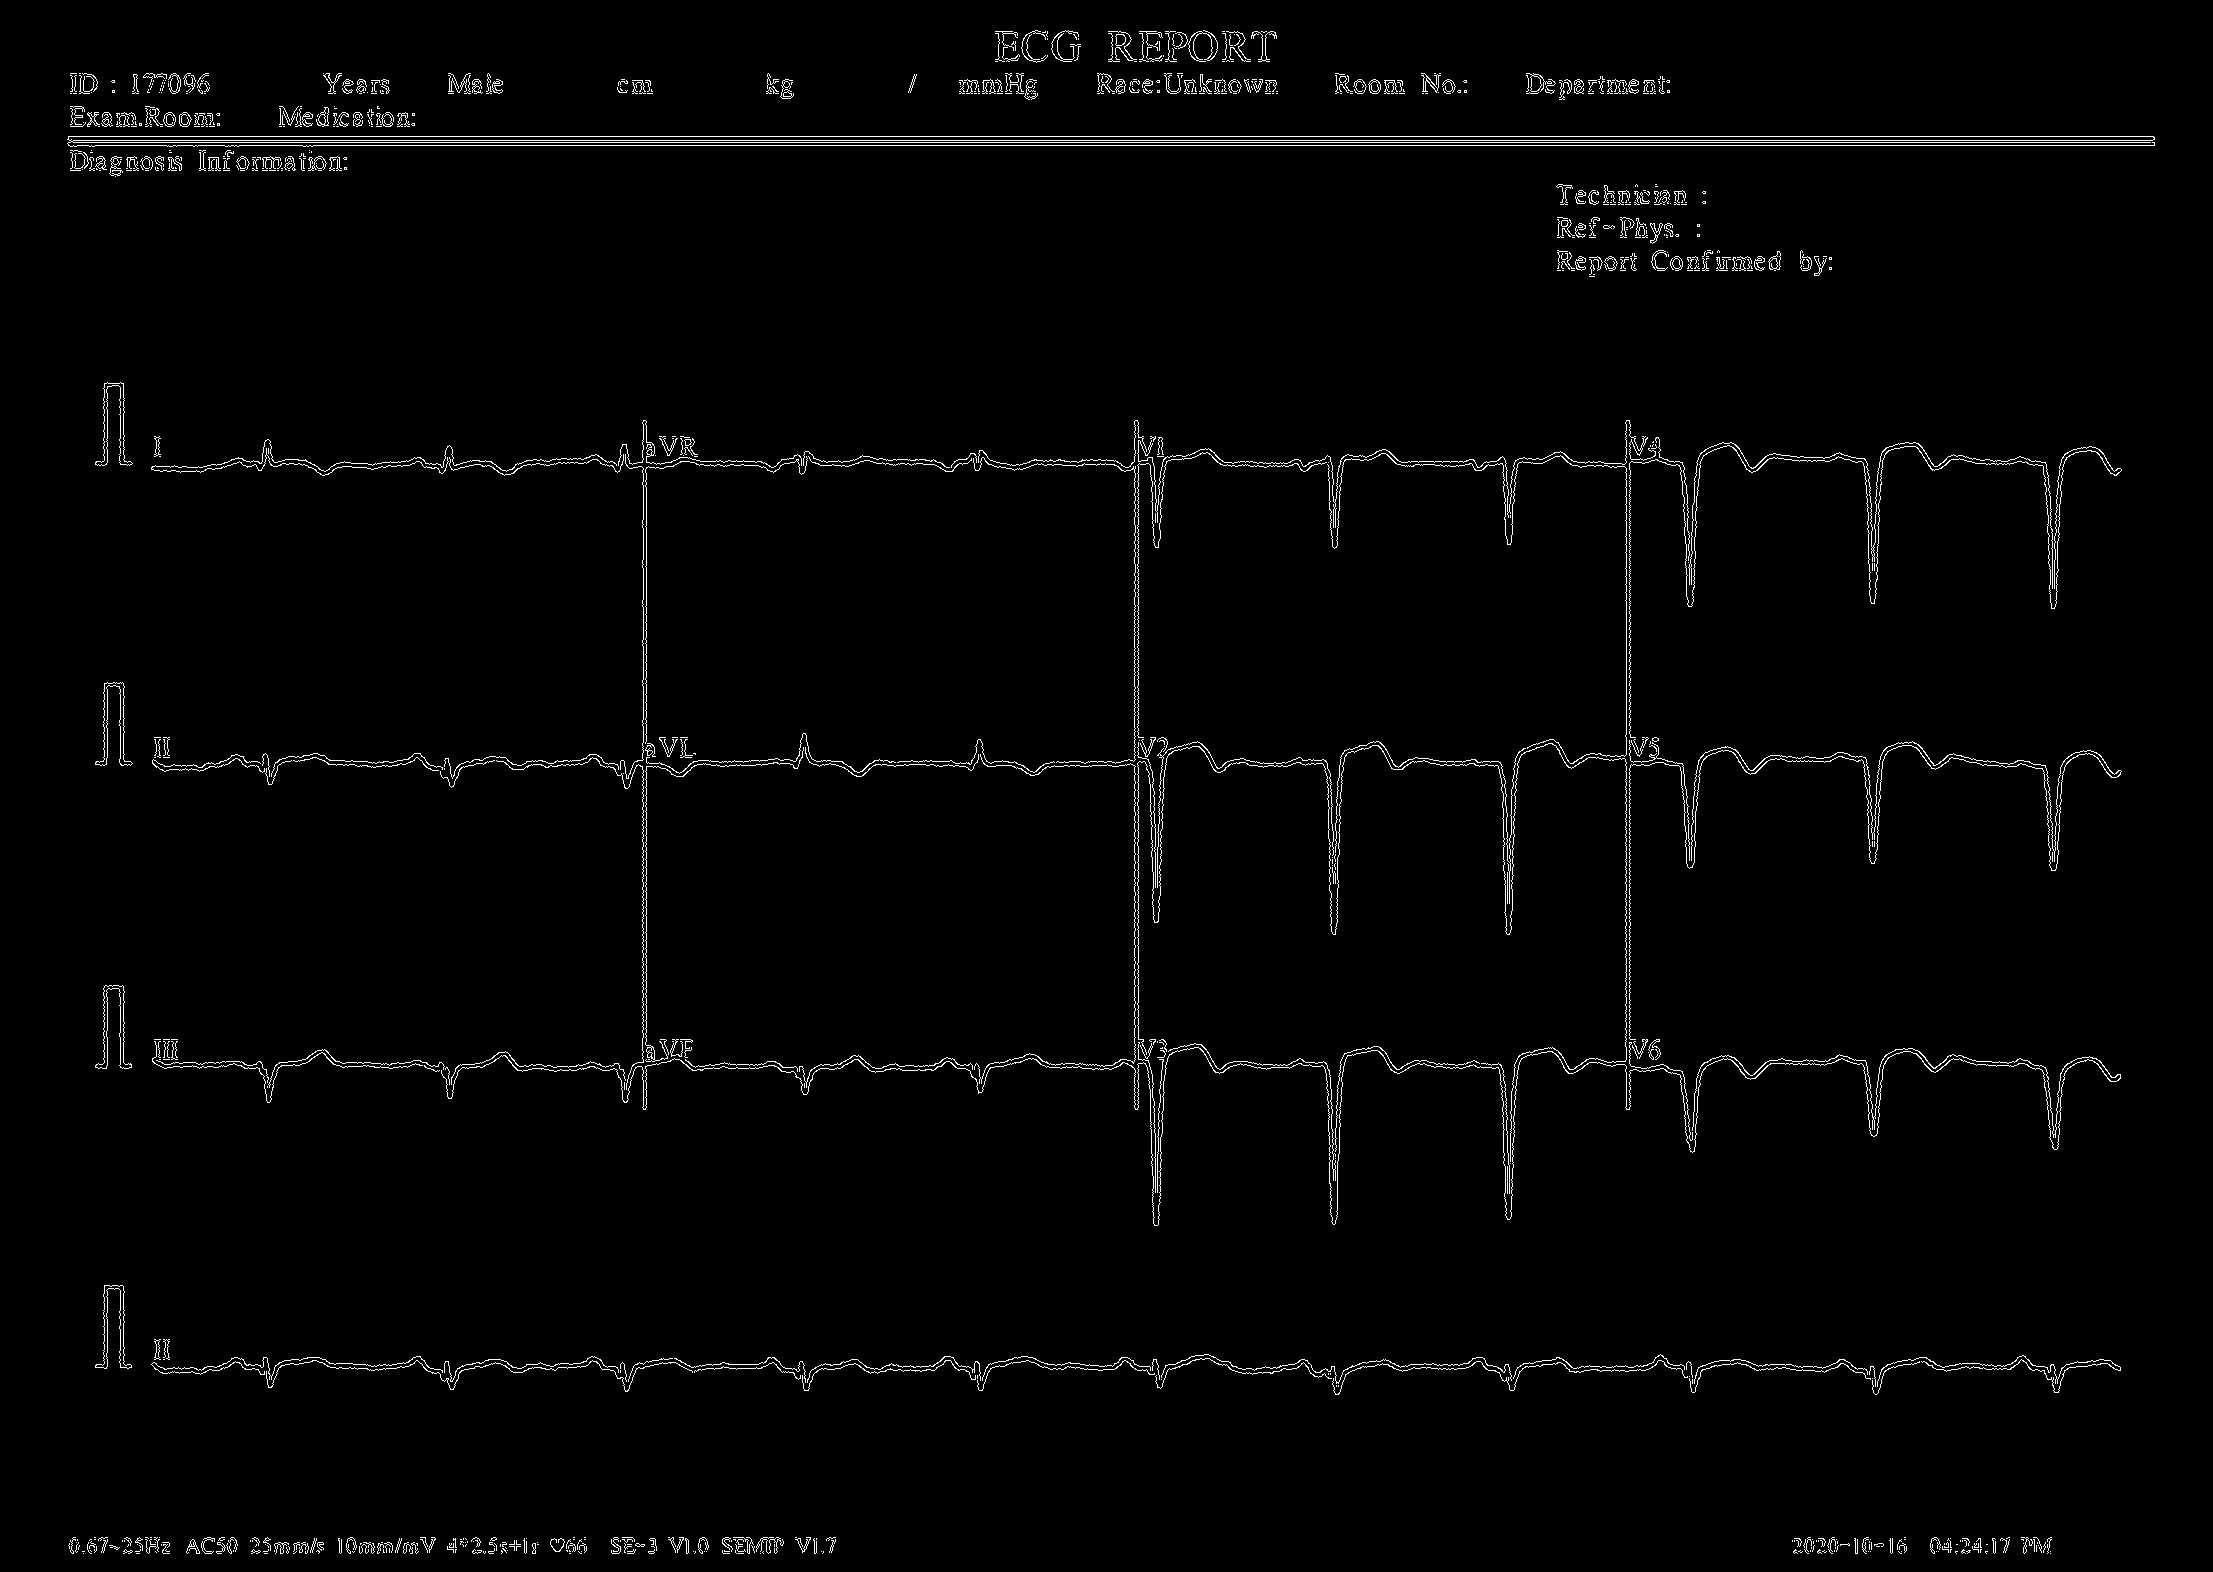 ECG REPORT
ID : 177096 Years Male cm kg / mmHg Race:Unknown Room No.: Department:
Exam.Room: Medication:
Diagnosis Information:
Technician :
Ref-Phys. :
Report Confirmed by:
I aVR V1 V4
II aVL V2 V5
III aVF V3 V6
II
0.67~25Hz AC50 25mm/s 10mm/mV 4*2.5s+1r ♡66 SE-3 V1.0 SEMIP V1.7 2020-10-16 04:24:17 PM